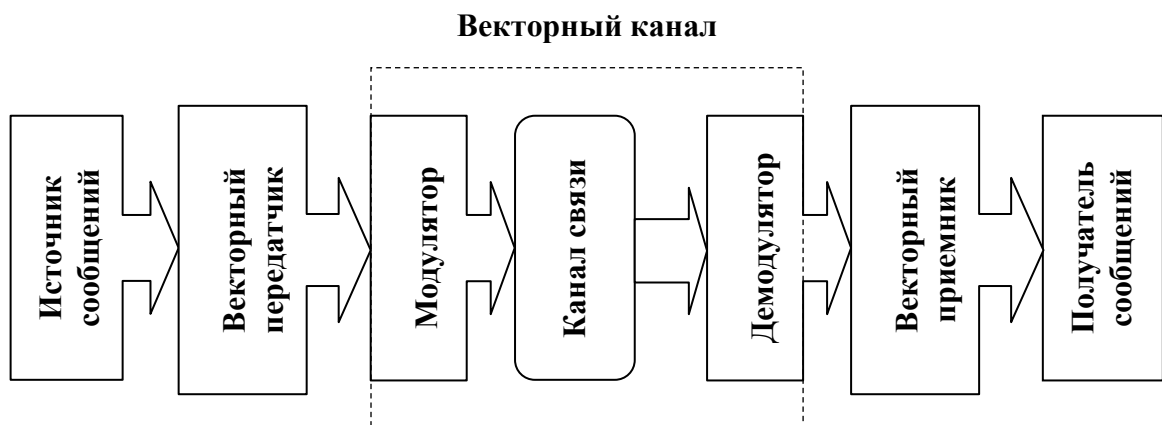 Векторный канал
Источник
сообщений
Векторный
передатчик
Модулятор
Канал связи
Демодулятор
Векторный
приемник
Получатель
сообщений